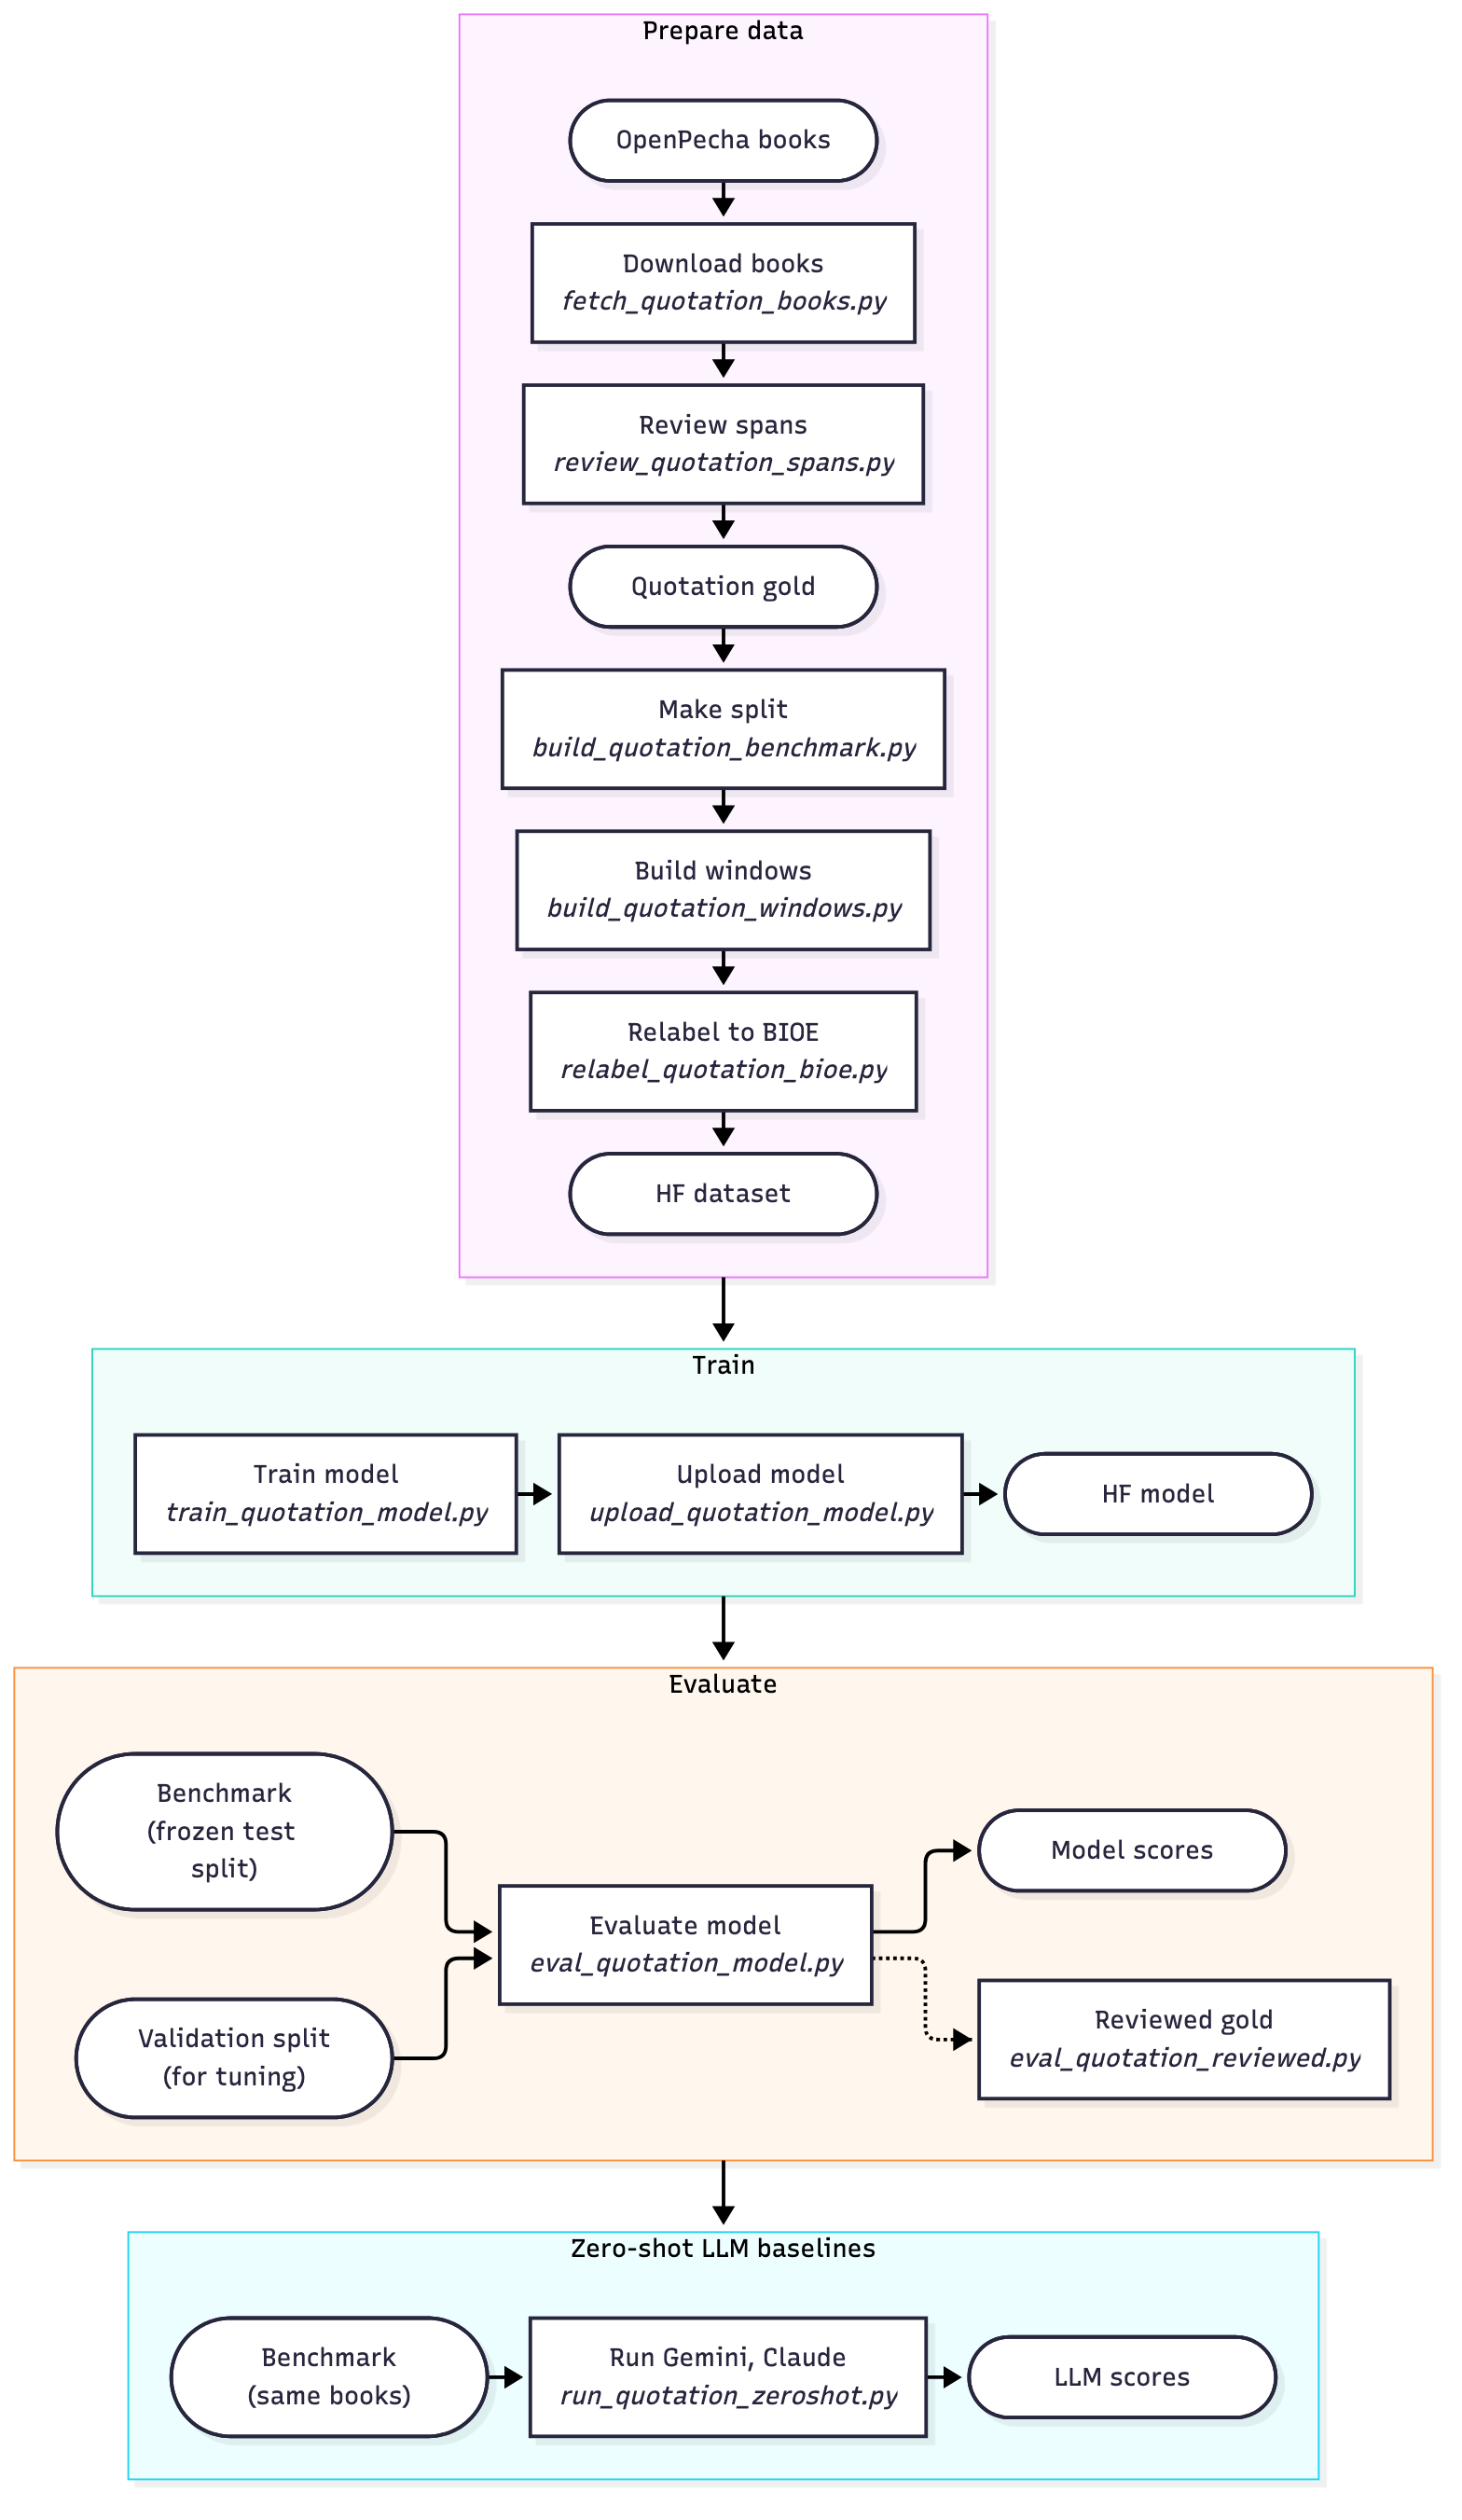 Prepare data
OpenPecha books
Download books
fetch_quotation_books.py
Review spans
review_quotation_spans.py
Quotation gold
Make split
build_quotation_benchmark.py
Build windows
build_quotation_windows.py
Relabel to BIOE
relabel_quotation_bioe.py
HF dataset
Train
Train model
train_quotation_model.py
Upload model
upload_quotation_model.py
HF model
Evaluate
Benchmark
(frozen test
split)
Validation split
(for tuning)
Evaluate model
eval_quotation_model.py
Model scores
Reviewed gold
eval_quotation_reviewed.py
Zero-shot LLM baselines
Benchmark
(same books)
Run Gemini, Claude
run_quotation_zeroshot.py
LLM scores